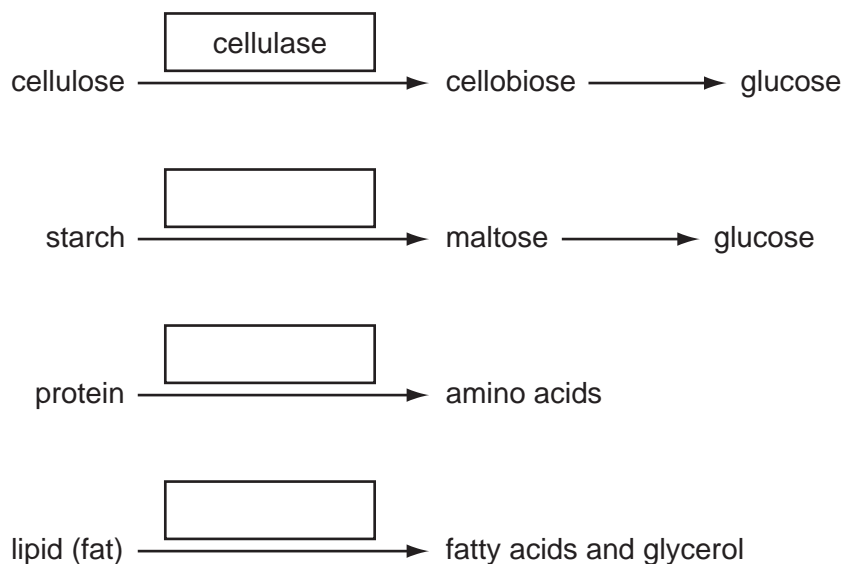 cellulase
cellulose cellobiose glucose
starch maltose glucose
protein amino acids
lipid (fat) fatty acids and glycerol